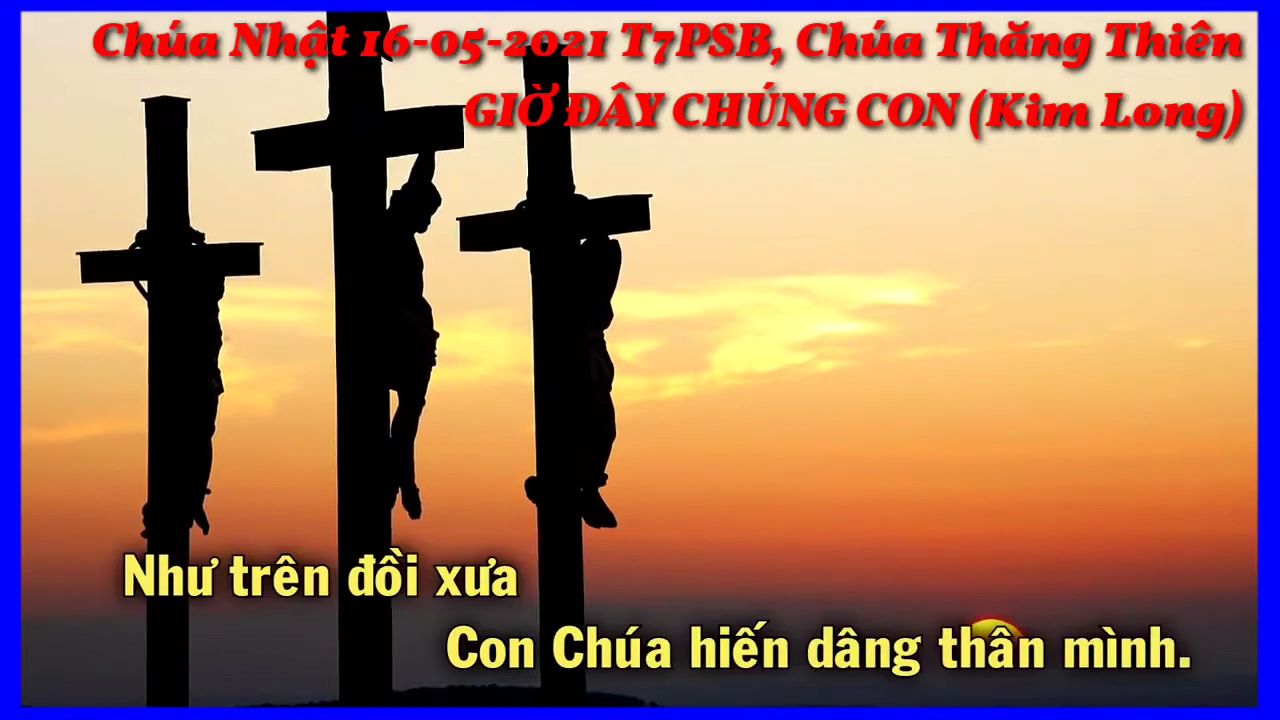 Chúa Nhật 16-05-2021 T7PSB, Chúa Thăng Thiên
GIỜ ĐÂY CHÚNG CON (Kim Long)
Như trên đồi xưa
Con Chúa hiến dâng thân mình.